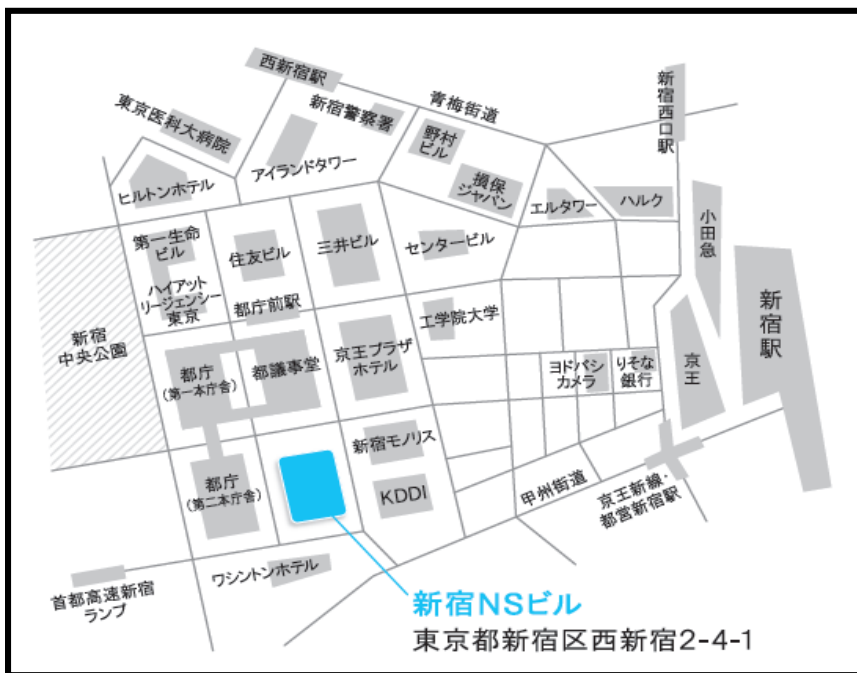 西新宿駅
新宿警察署
青梅街道
新宿西口駅
東京医科大病院
野村
ビル
アイランドタワー
損保
ジャパン
ヒルトンホテル
エルタワー
ハルク
小田急
第一生命
ビル
住友ビル
三井ビル
センタービル
ハイアット
リージェンシー
東京
都庁前駅
新宿
中央公園
工学院大学
新宿駅
都庁
(第一本庁舎)
都議事堂
京王プラザ
ホテル
ヨドバシ
カメラ
りそな
銀行
京王
新宿モノリス
都庁
(第二本庁舎)
KDDI
甲州街道
京王新線・
都営新宿駅
ワシントンホテル
首都高速新宿
ランプ
新宿NSビル
東京都新宿区西新宿2-4-1